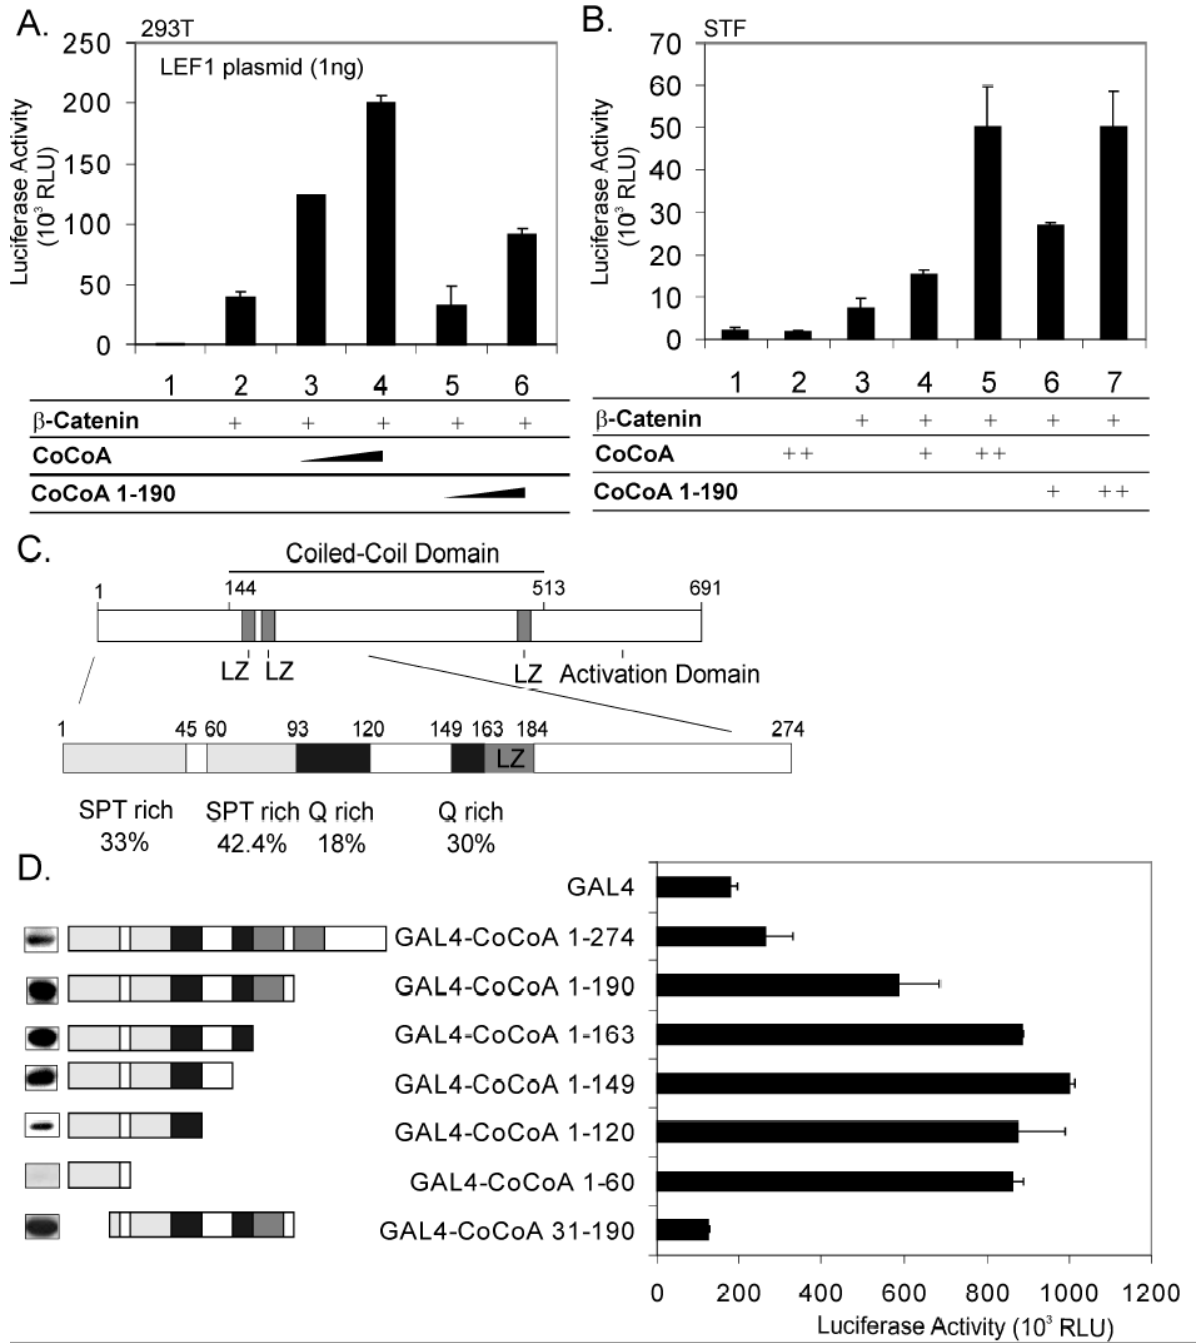 A.
293T
LEF1 plasmid (1ng)
Luciferase Activity
(10³ RLU)
250
200
150
100
50
0
1 2 3 4 5 6
β-Catenin + + + + +
CoCoA
CoCoA 1-190
B.
STF
Luciferase Activity
(10³ RLU)
70
60
50
40
30
20
10
0
1 2 3 4 5 6 7
β-Catenin + + + + +
CoCoA ++ + ++
CoCoA 1-190 + ++
C.
Coiled-Coil Domain
1 144 513 691
LZ LZ LZ Activation Domain
1 45 60 93 120 149 163 184 274
LZ
SPT rich SPT rich Q rich Q rich
33% 42.4% 18% 30%
D.
GAL4
GAL4-CoCoA 1-274
GAL4-CoCoA 1-190
GAL4-CoCoA 1-163
GAL4-CoCoA 1-149
GAL4-CoCoA 1-120
GAL4-CoCoA 1-60
GAL4-CoCoA 31-190
0 200 400 600 800 1000 1200
Luciferase Activity (10³ RLU)